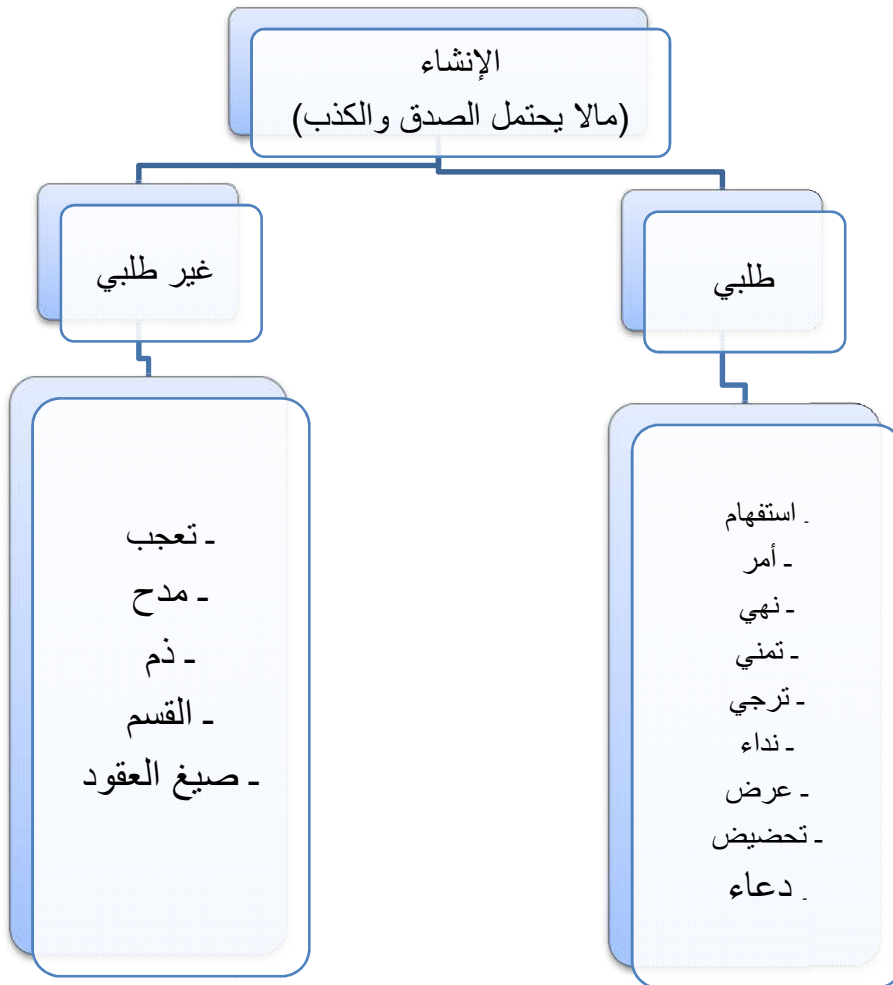 الإنشاء
(مالا يحتمل الصدق والكذب)
طلبي
غير طلبي
- استفهام
- أمر
- نهي
- تمني
- ترجي
- نداء
- عرض
- تحضيض
- دعاء
- تعجب
- مدح
- ذم
- القسم
- صيغ العقود